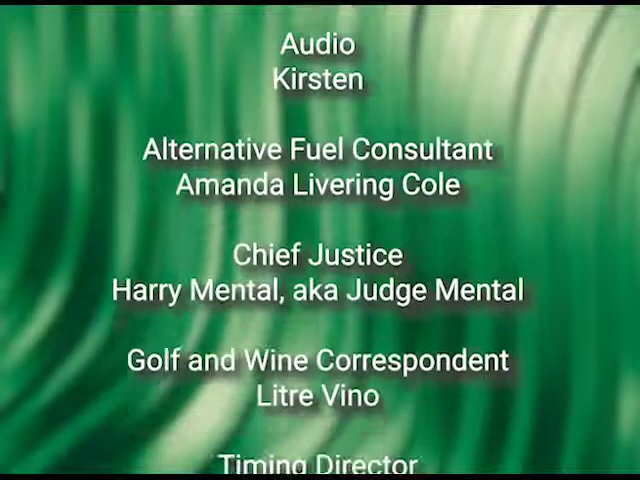 Audio
Kirsten
Alternative Fuel Consultant
Amanda Livering Cole
Chief Justice
Harry Mental, aka Judge Mental
Golf and Wine Correspondent
Litre Vino
Timing Director